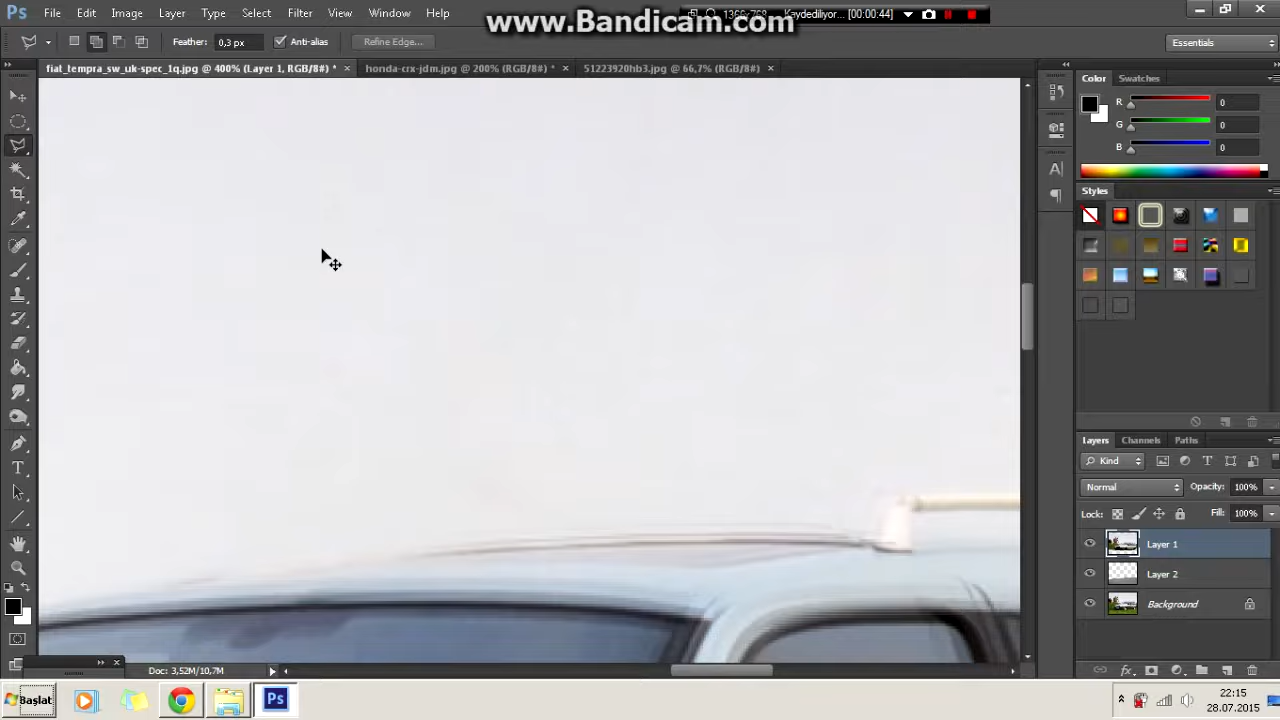 www.Bandicam.com
1366x768 Kaydediliyor... [00:00:44]
Ps File Edit Image Layer Type Select Filter View Window Help
Feather: 0,3 px Anti-alias Refine Edge... Essentials
fial_tempra_sw_uk-spec_1q.jpg @ 400% (Layer 1, RGB/8#) * × honda-crx-jdm.jpg @ 200% (RGB/8#) * × 51223920hb3.jpg @ 66,7% (RGB/8#) ×
Color Swatches
R 0
G 0
B 0
Styles
Layers Channels Paths
Kind
Normal Opacity: 100%
Lock: Fill: 100%
Layer 1
Layer 2
Background
Doc: 3,52M/10,7M
Başlat
Ps
22:15
28.07.2015